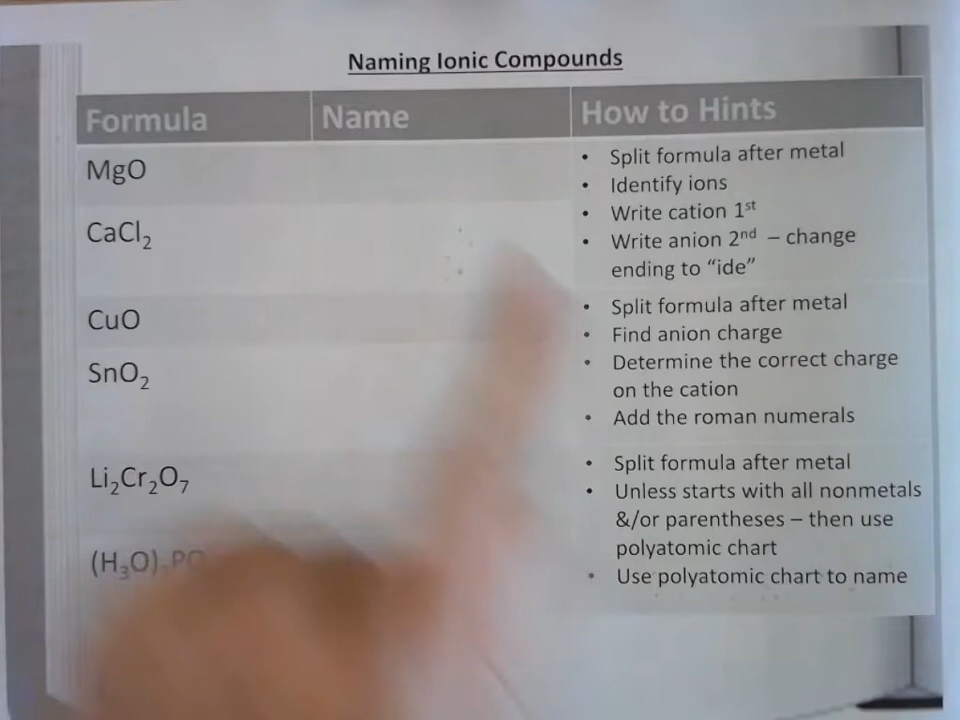 Naming Ionic Compounds
Formula Name How to Hints
MgO
CaCl₂
• Split formula after metal
• Identify ions
• Write cation 1ˢᵗ
• Write anion 2ⁿᵈ – change
ending to “ide”
CuO
SnO₂
• Split formula after metal
• Find anion charge
• Determine the correct charge
on the cation
• Add the roman numerals
Li₂Cr₂O₇
(H₃O)
• Split formula after metal
• Unless starts with all nonmetals
&/or parentheses – then use
polyatomic chart
• Use polyatomic chart to name